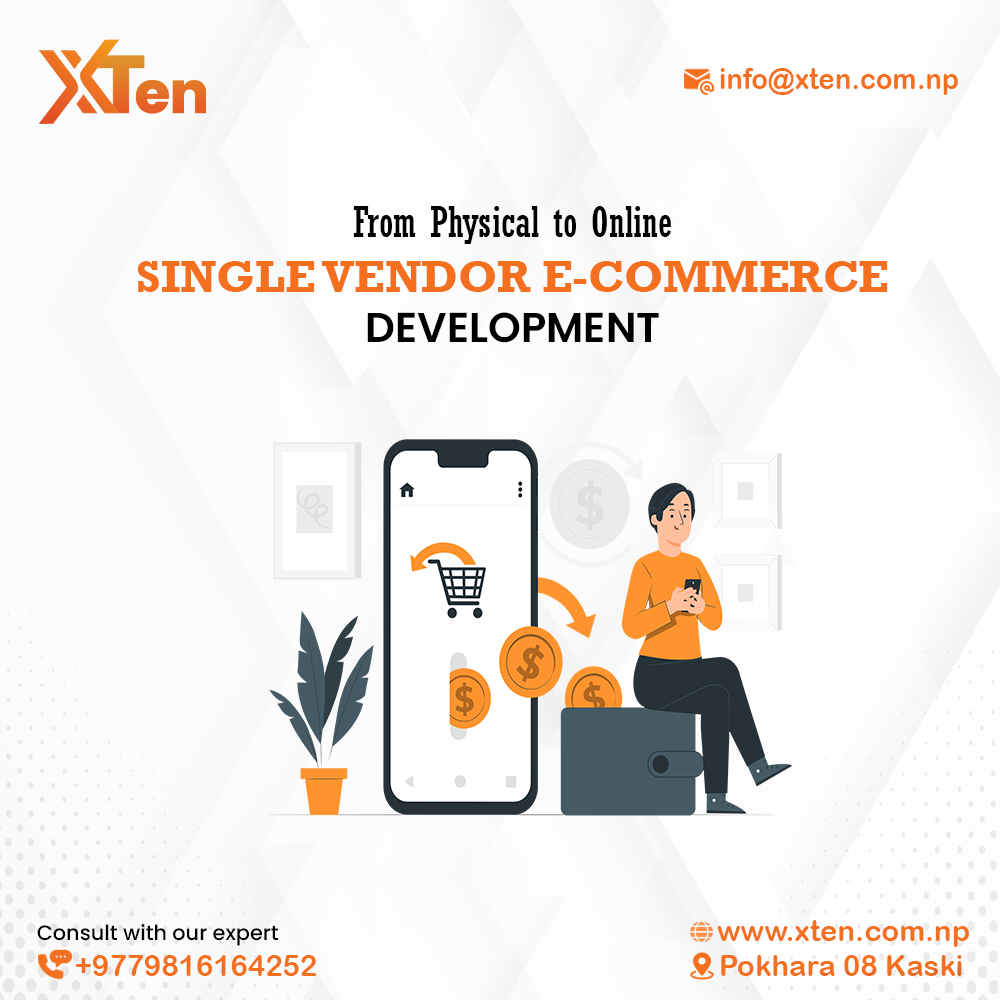 XTen
info@xten.com.np
From Physical to Online
SINGLE VENDOR E-COMMERCE
DEVELOPMENT
$
$
$
$
Consult with our expert
+9779816164252
www.xten.com.np
Pokhara 08 Kaski